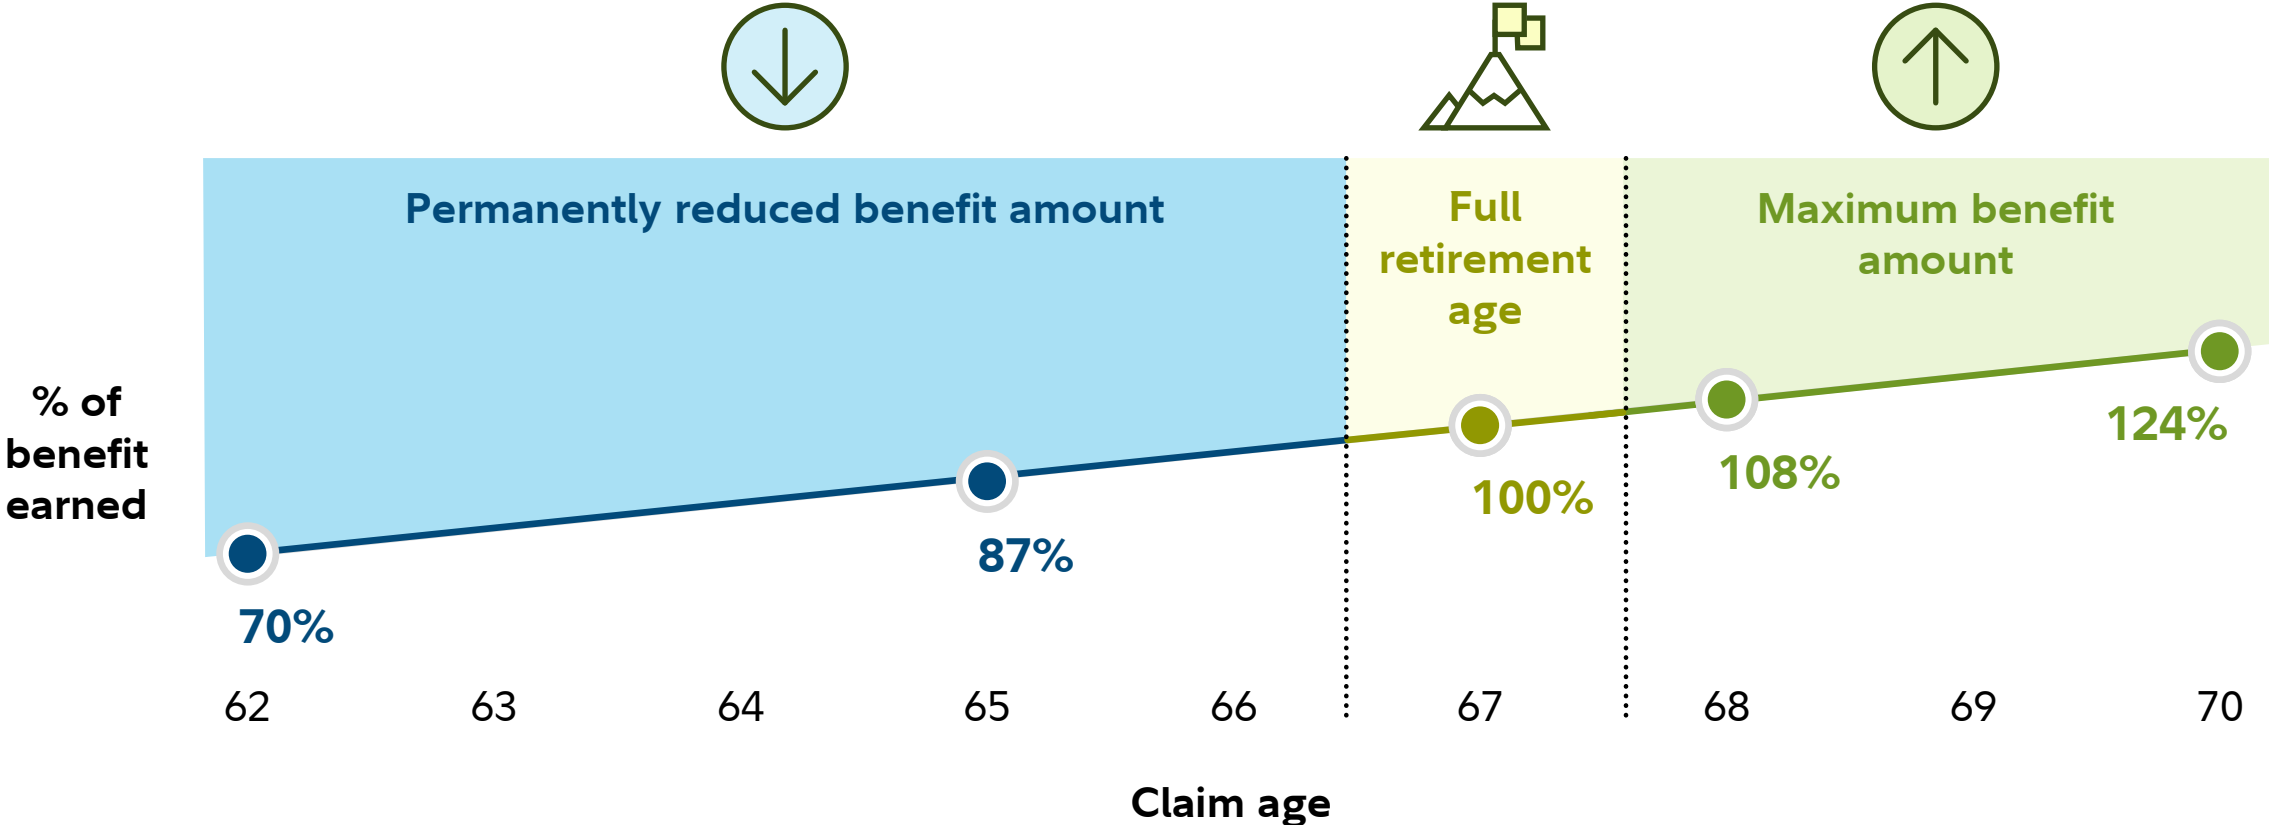 Permanently reduced benefit amount
Full
retirement
age
Maximum benefit
amount
% of
benefit
earned
70%
87%
100%
108%
124%
62
63
64
65
66
67
68
69
70
Claim age